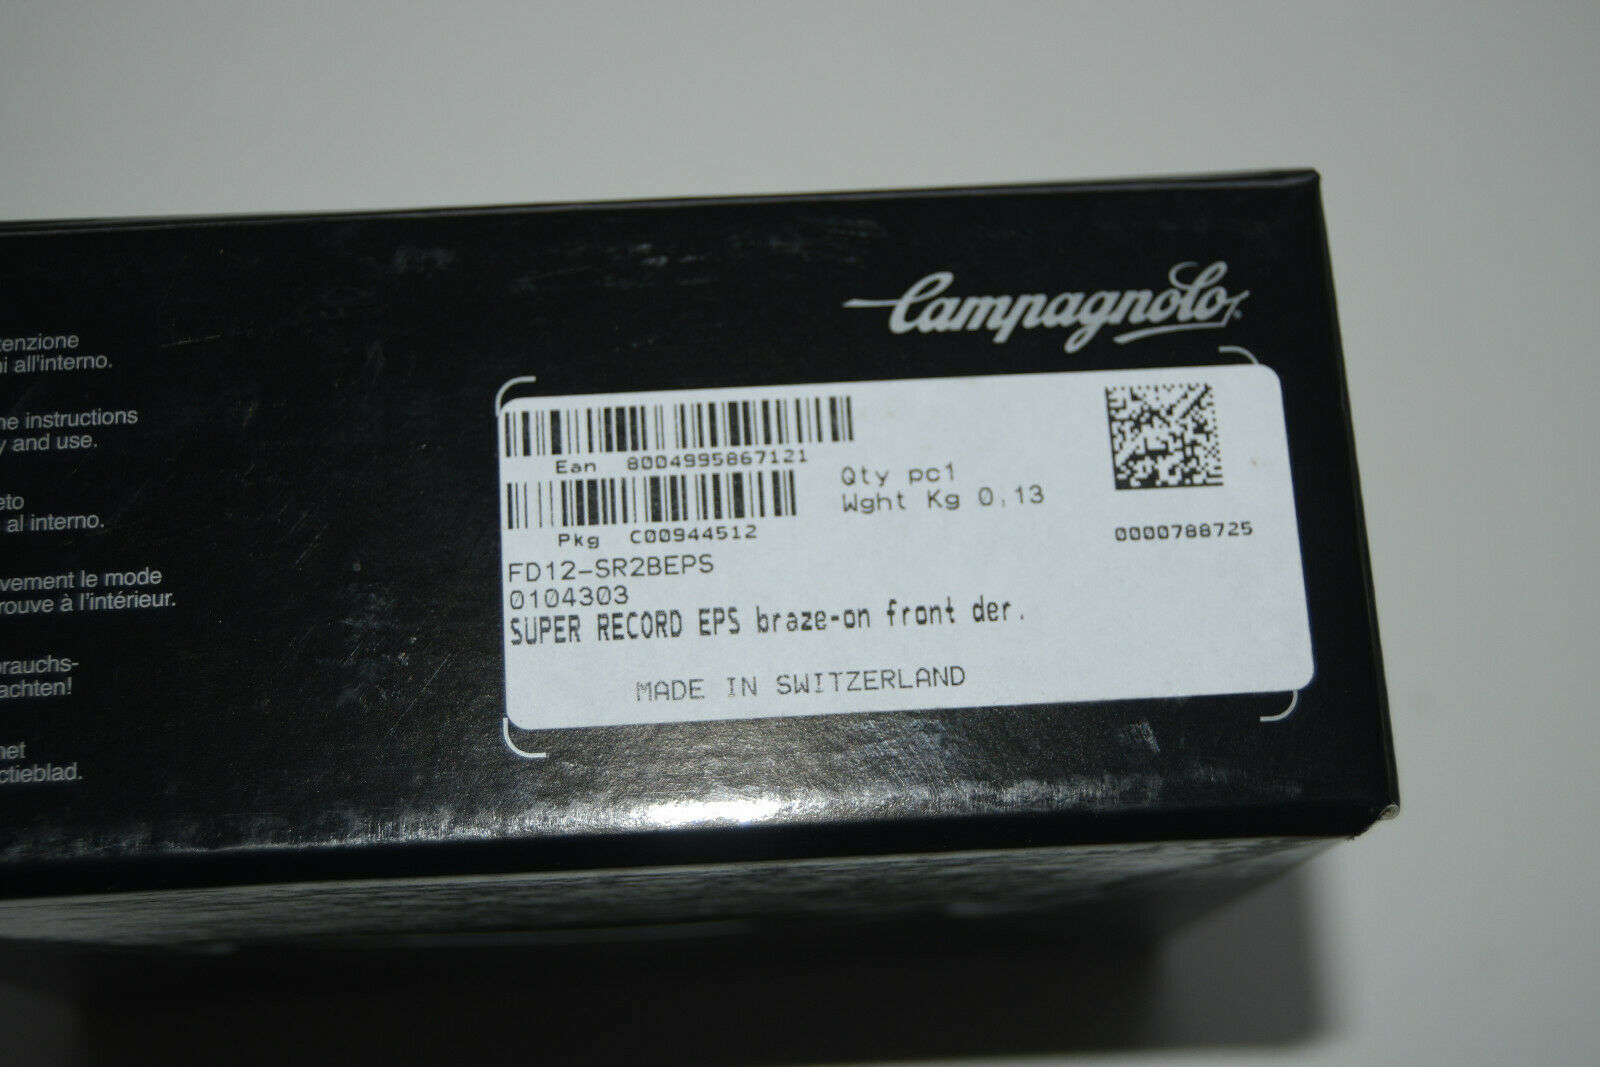 Campagnolo
tenzione
i all'interno.
he instructions
y and use.
eto
al interno.
vement le mode
rouve à l'intérieur.
rauchs-
achten!
net
ctieblad.
Ean 8004995867121
Qty pc1
Wght Kg 0,13
Pkg C00944512
0000788725
FD12-SR2BEPS
0104303
SUPER RECORD EPS braze-on front der.
MADE IN SWITZERLAND